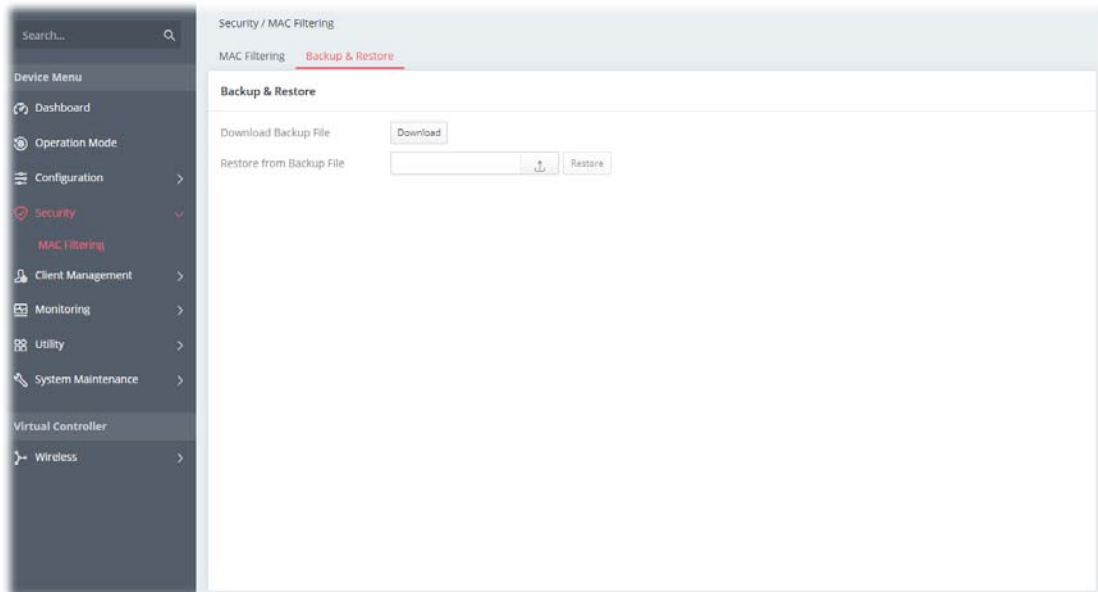 Search...
Device Menu
Dashboard
Operation Mode
Configuration
Security
MAC Filtering
Client Management
Monitoring
Utility
System Maintenance
Virtual Controller
Wireless
Security / MAC Filtering
MAC Filtering Backup & Restore
Backup & Restore
Download Backup File Download
Restore from Backup File Restore